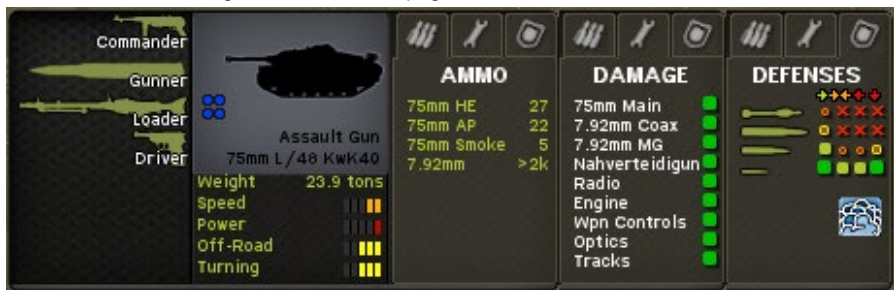 Commander
Gunner
Loader
Driver
Assault Gun
75mm L/48 KwK40
Weight 23.9 tons
Speed
Power
Off-Road
Turning
AMMO
75mm HE 27
75mm AP 22
75mm Smoke 5
7.92mm >2k
DAMAGE
75mm Main
7.92mm Coax
7.92mm MG
Nahverteidigun
Radio
Engine
Wpn Controls
Optics
Tracks
DEFENSES